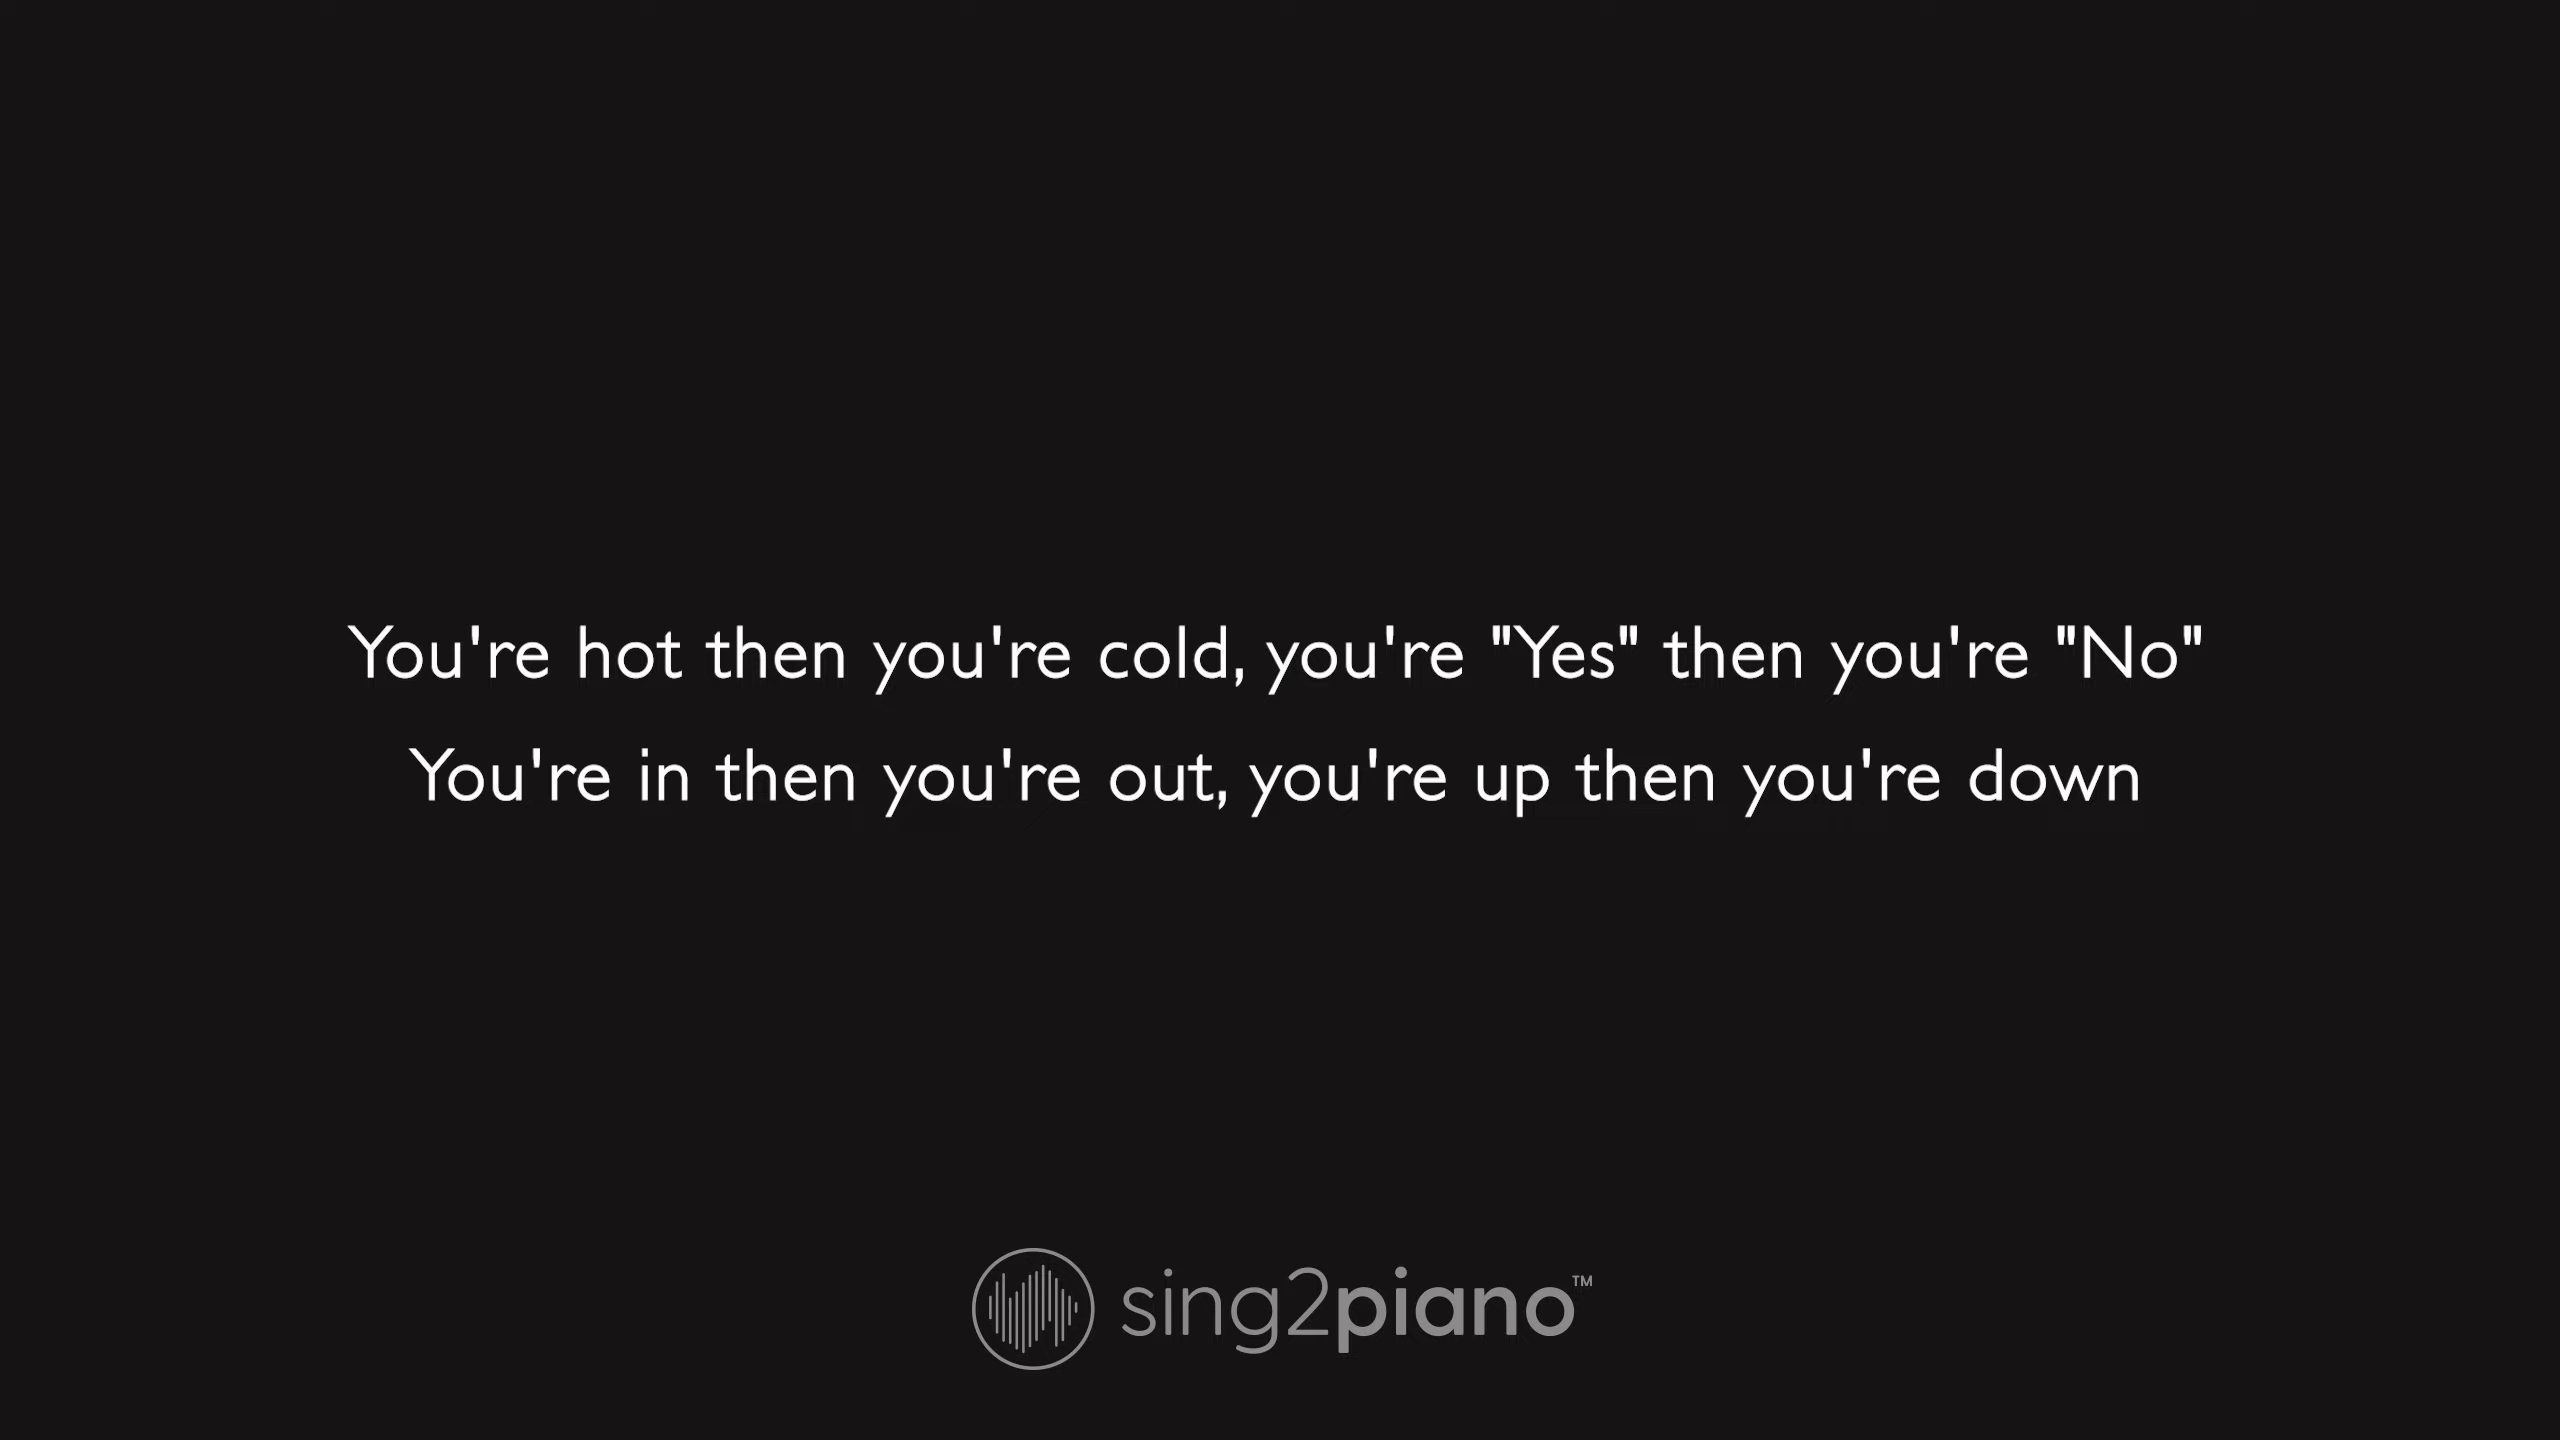 You're hot then you're cold, you're "Yes" then you're "No"
You're in then you're out, you're up then you're down
sing2piano™